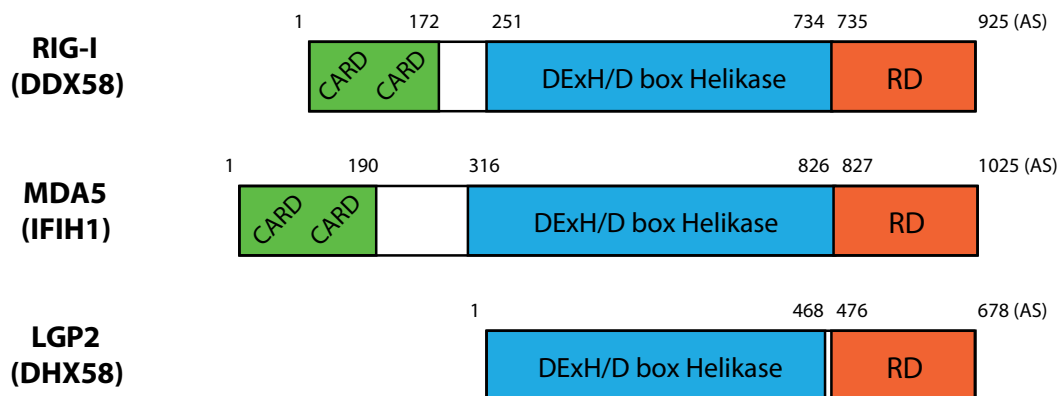 1 172 251 734 735 925 (AS)
RIG-I
(DDX58)
CARD CARD DExH/D box Helikase RD
1 190 316 826 827 1025 (AS)
MDA5
(IFIH1)
CARD CARD DExH/D box Helikase RD
1 468 476 678 (AS)
LGP2
(DHX58)
DExH/D box Helikase RD